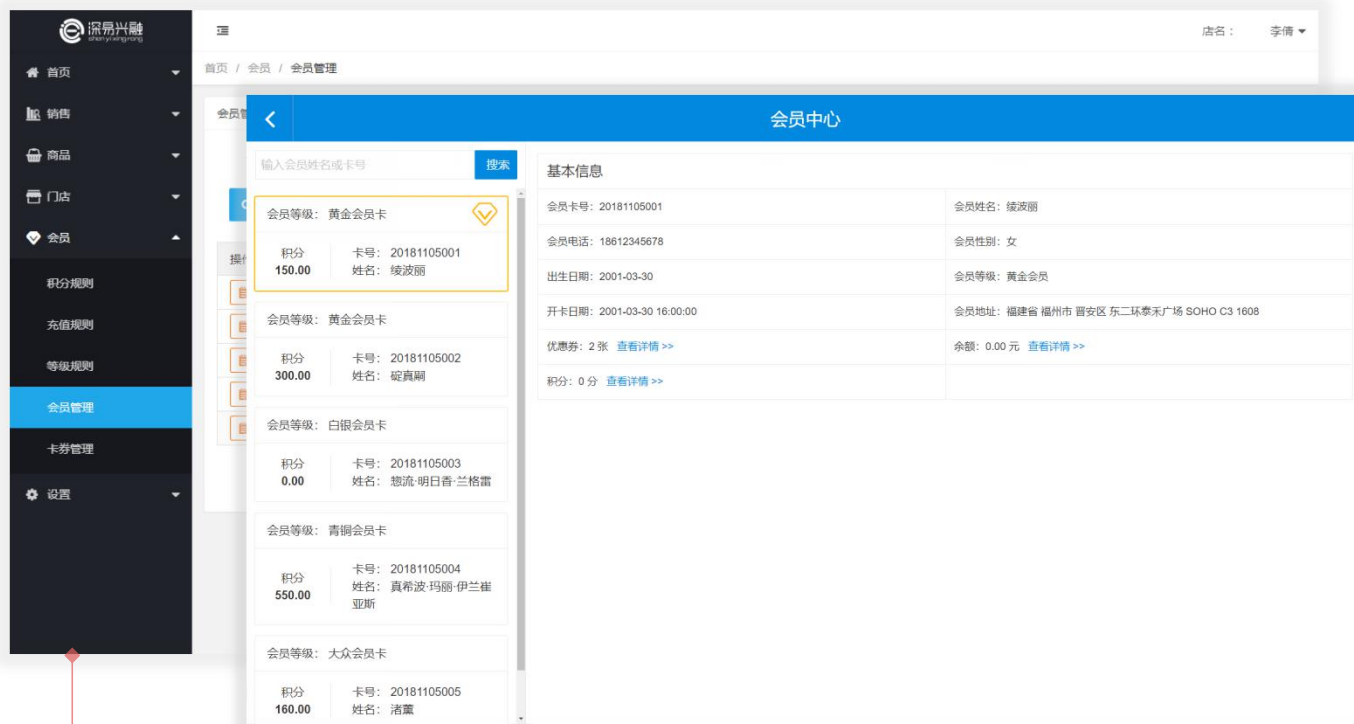 深易兴融
shenyixingrong
店名：
李倩
首页
首页 / 会员 / 会员管理
销售
商品
门店
会员
积分规则
充值规则
等级规则
会员管理
卡券管理
设置
会员中心
输入会员姓名或卡号
搜索
会员等级： 黄金会员卡
积分
150.00
卡号： 20181105001
姓名： 绫波丽
会员等级： 黄金会员卡
积分
300.00
卡号： 20181105002
姓名： 碇真嗣
会员等级： 白银会员卡
积分
0.00
卡号： 20181105003
姓名： 惣流·明日香·兰格雷
会员等级： 青铜会员卡
积分
550.00
卡号： 20181105004
姓名： 真希波·玛丽·伊兰崔
亚斯
会员等级： 大众会员卡
积分
160.00
卡号： 20181105005
姓名： 渚薰
基本信息
会员卡号：20181105001
会员姓名：绫波丽
会员电话：18612345678
会员性别：女
出生日期：2001-03-30
会员等级：黄金会员
开卡日期：2001-03-30 16:00:00
会员地址：福建省 福州市 晋安区 东二环泰禾广场 SOHO C3 1608
优惠券：2 张 查看详情 >>
余额：0.00 元 查看详情 >>
积分：0 分 查看详情 >>